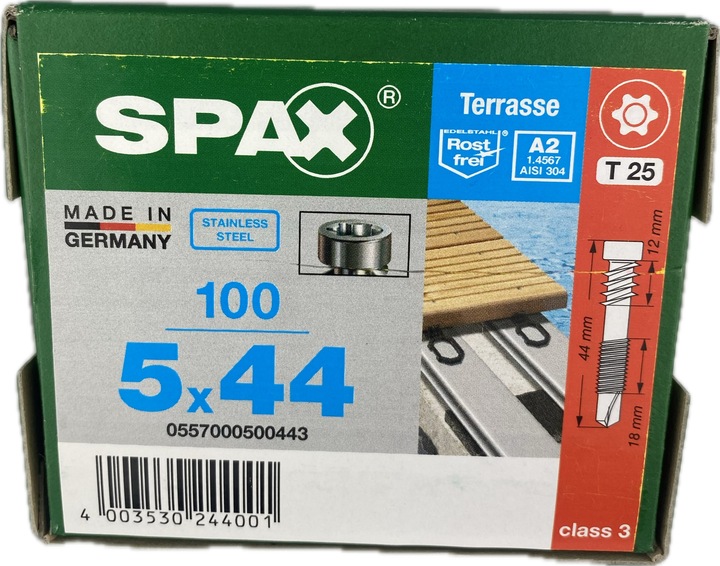 SPAX®
Terrasse
EDELSTAHL®
Rost
frei
A2
1.4567
AISI 304
T 25
MADE IN
GERMANY
STAINLESS
STEEL
100
5x44
0557000500443
4 003530 244001
12 mm
44 mm
18 mm
class 3